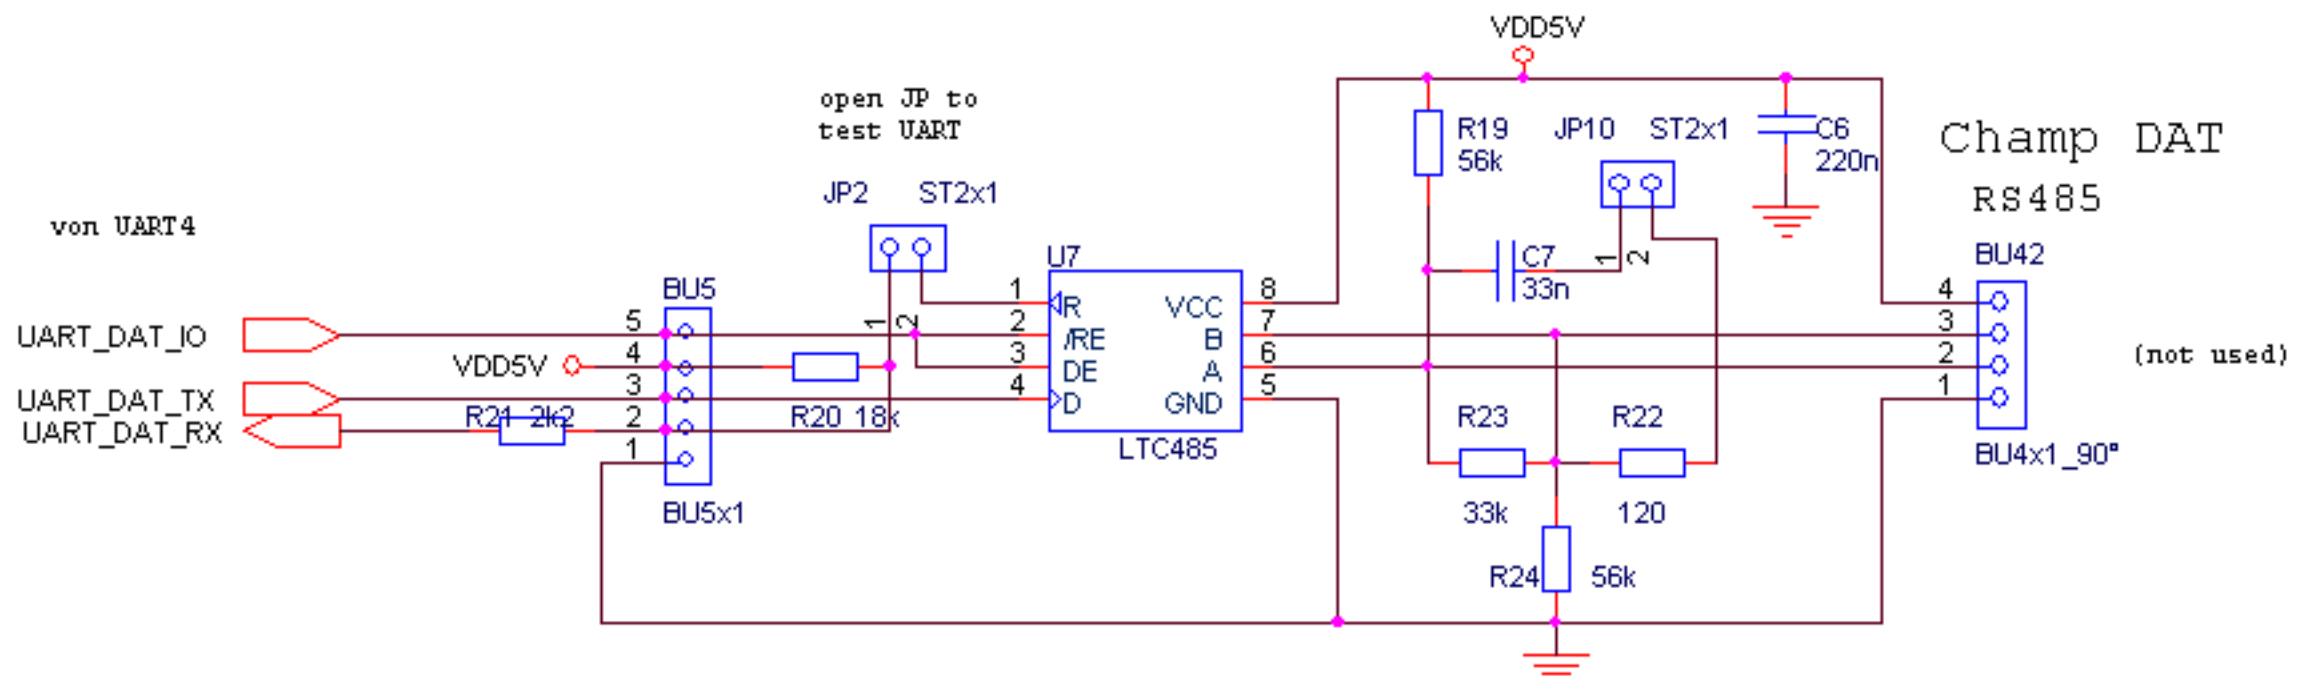 VDD5V
open JP to
test UART
R19
56k
JP10 ST2x1
C6
220n
Champ DAT
RS485
JP2 ST2x1
von UART4
U7
C7
33n
1 2
BU42
BU5
1 2
UART_DAT_IO
VDD5V
UART_DAT_TX
UART_DAT_RX
R21 2k2
5
4
3
2
1
R20 18k
1 R
2 /RE
3 DE
4 D
VCC 8
B 7
A 6
GND 5
LTC485
4
3
2
1
(not used)
R23
33k
R22
120
BU4x1_90°
BU5x1
R24 56k